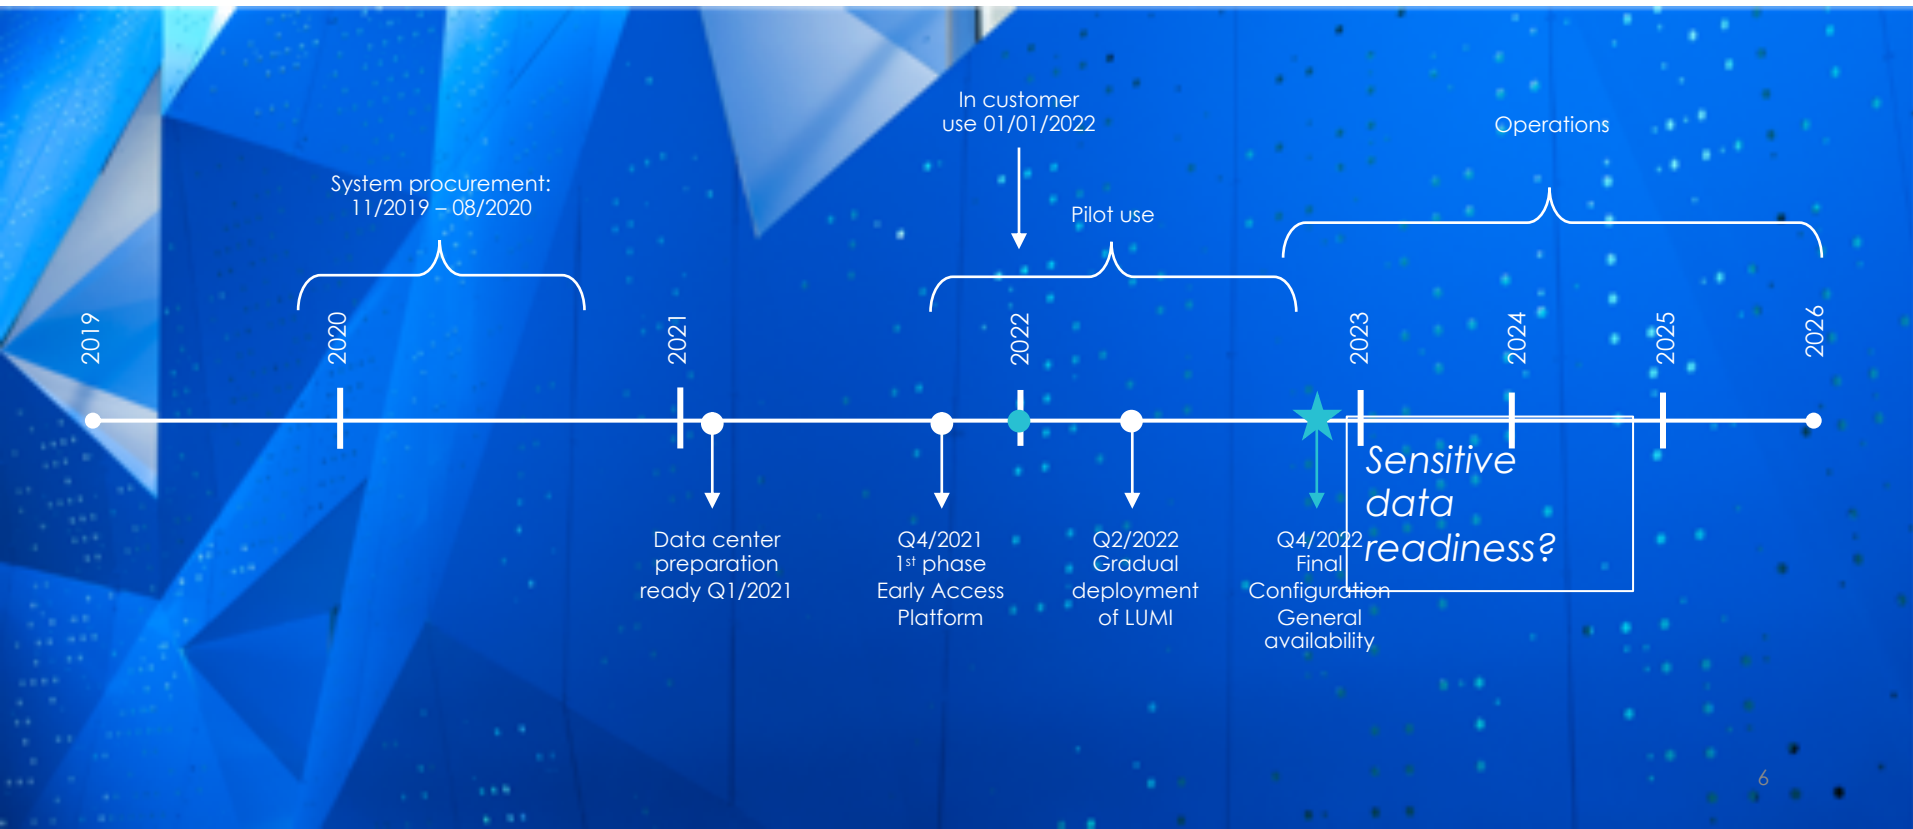 In customer
use 01/01/2022
Operations
System procurement:
11/2019 – 08/2020
Pilot use
2019
2020
2021
2022
2023
2024
2025
2026
Data center
preparation
ready Q1/2021
Q4/2021
1st phase
Early Access
Platform
Q2/2022
Gradual
deployment
of LUMI
Q4/2022
Final
Configuration
General
availability
Sensitive
data
readiness?
6